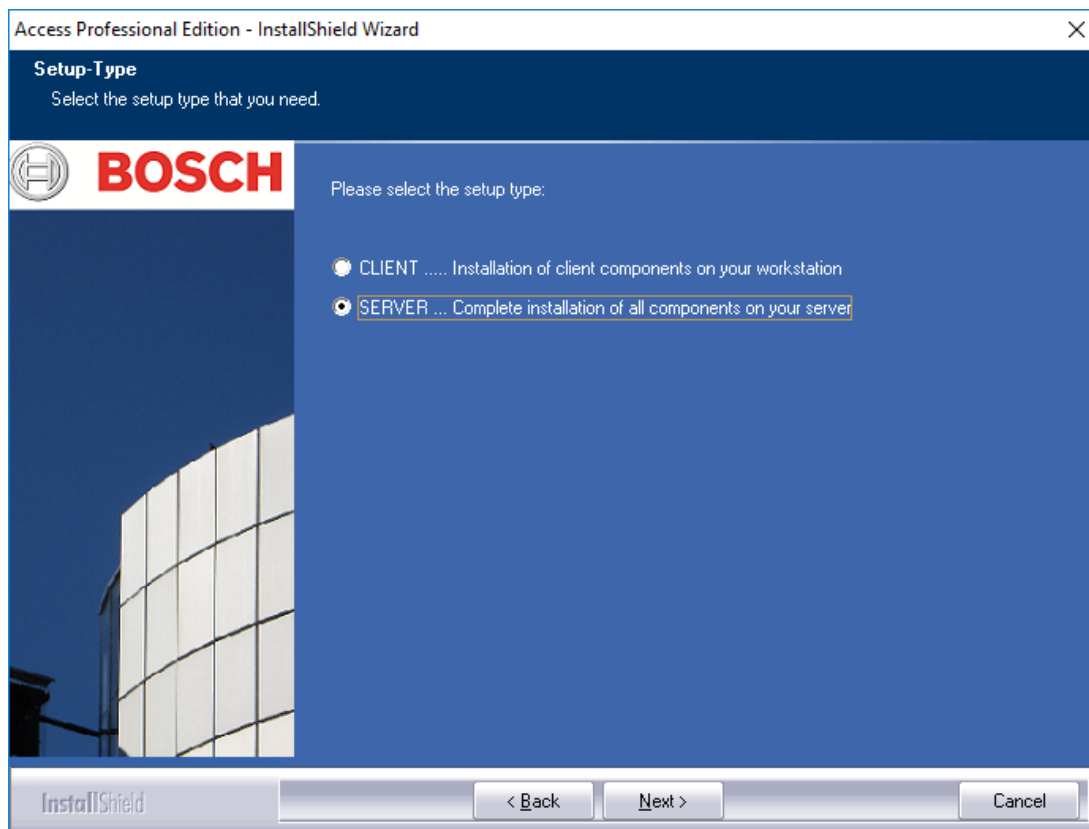 Access Professional Edition - InstallShield Wizard
Setup-Type
Select the setup type that you need.
BOSCH
Please select the setup type:
CLIENT ..... Installation of client components on your workstation
SERVER ... Complete installation of all components on your server
InstallShield
< Back
Next >
Cancel